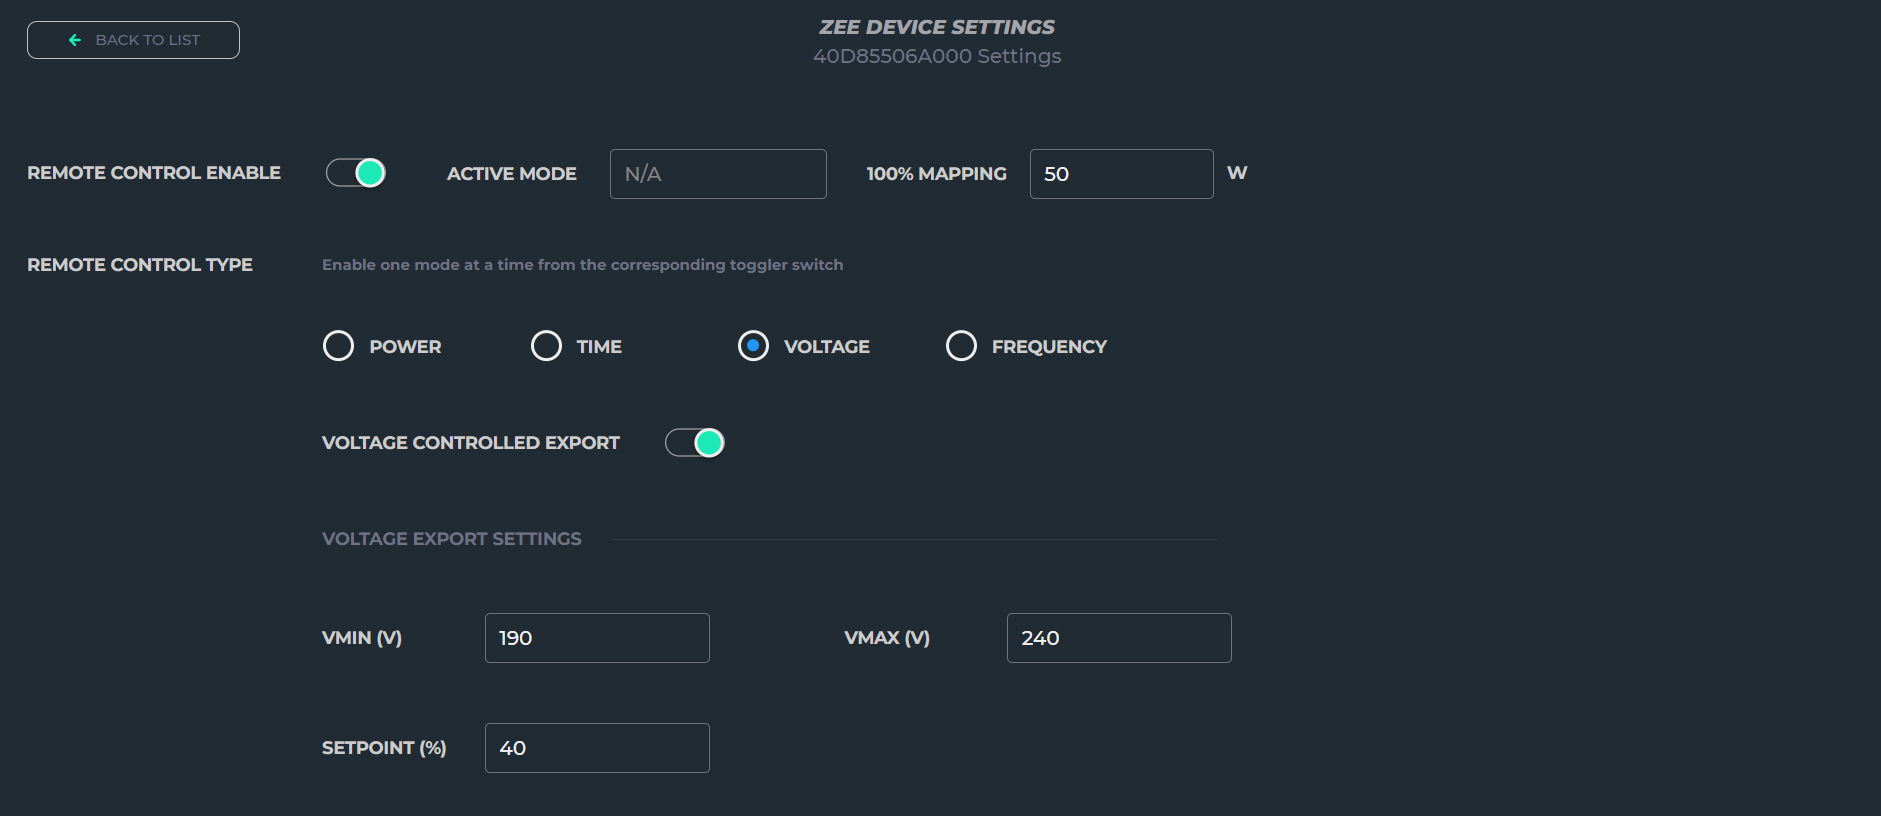 BACK TO LIST
ZEE DEVICE SETTINGS
40D85506A000 Settings
REMOTE CONTROL ENABLE
ACTIVE MODE
N/A
100% MAPPING
50
W
REMOTE CONTROL TYPE
Enable one mode at a time from the corresponding toggler switch
POWER
TIME
VOLTAGE
FREQUENCY
VOLTAGE CONTROLLED EXPORT
VOLTAGE EXPORT SETTINGS
VMIN (V)
190
VMAX (V)
240
SETPOINT (%)
40